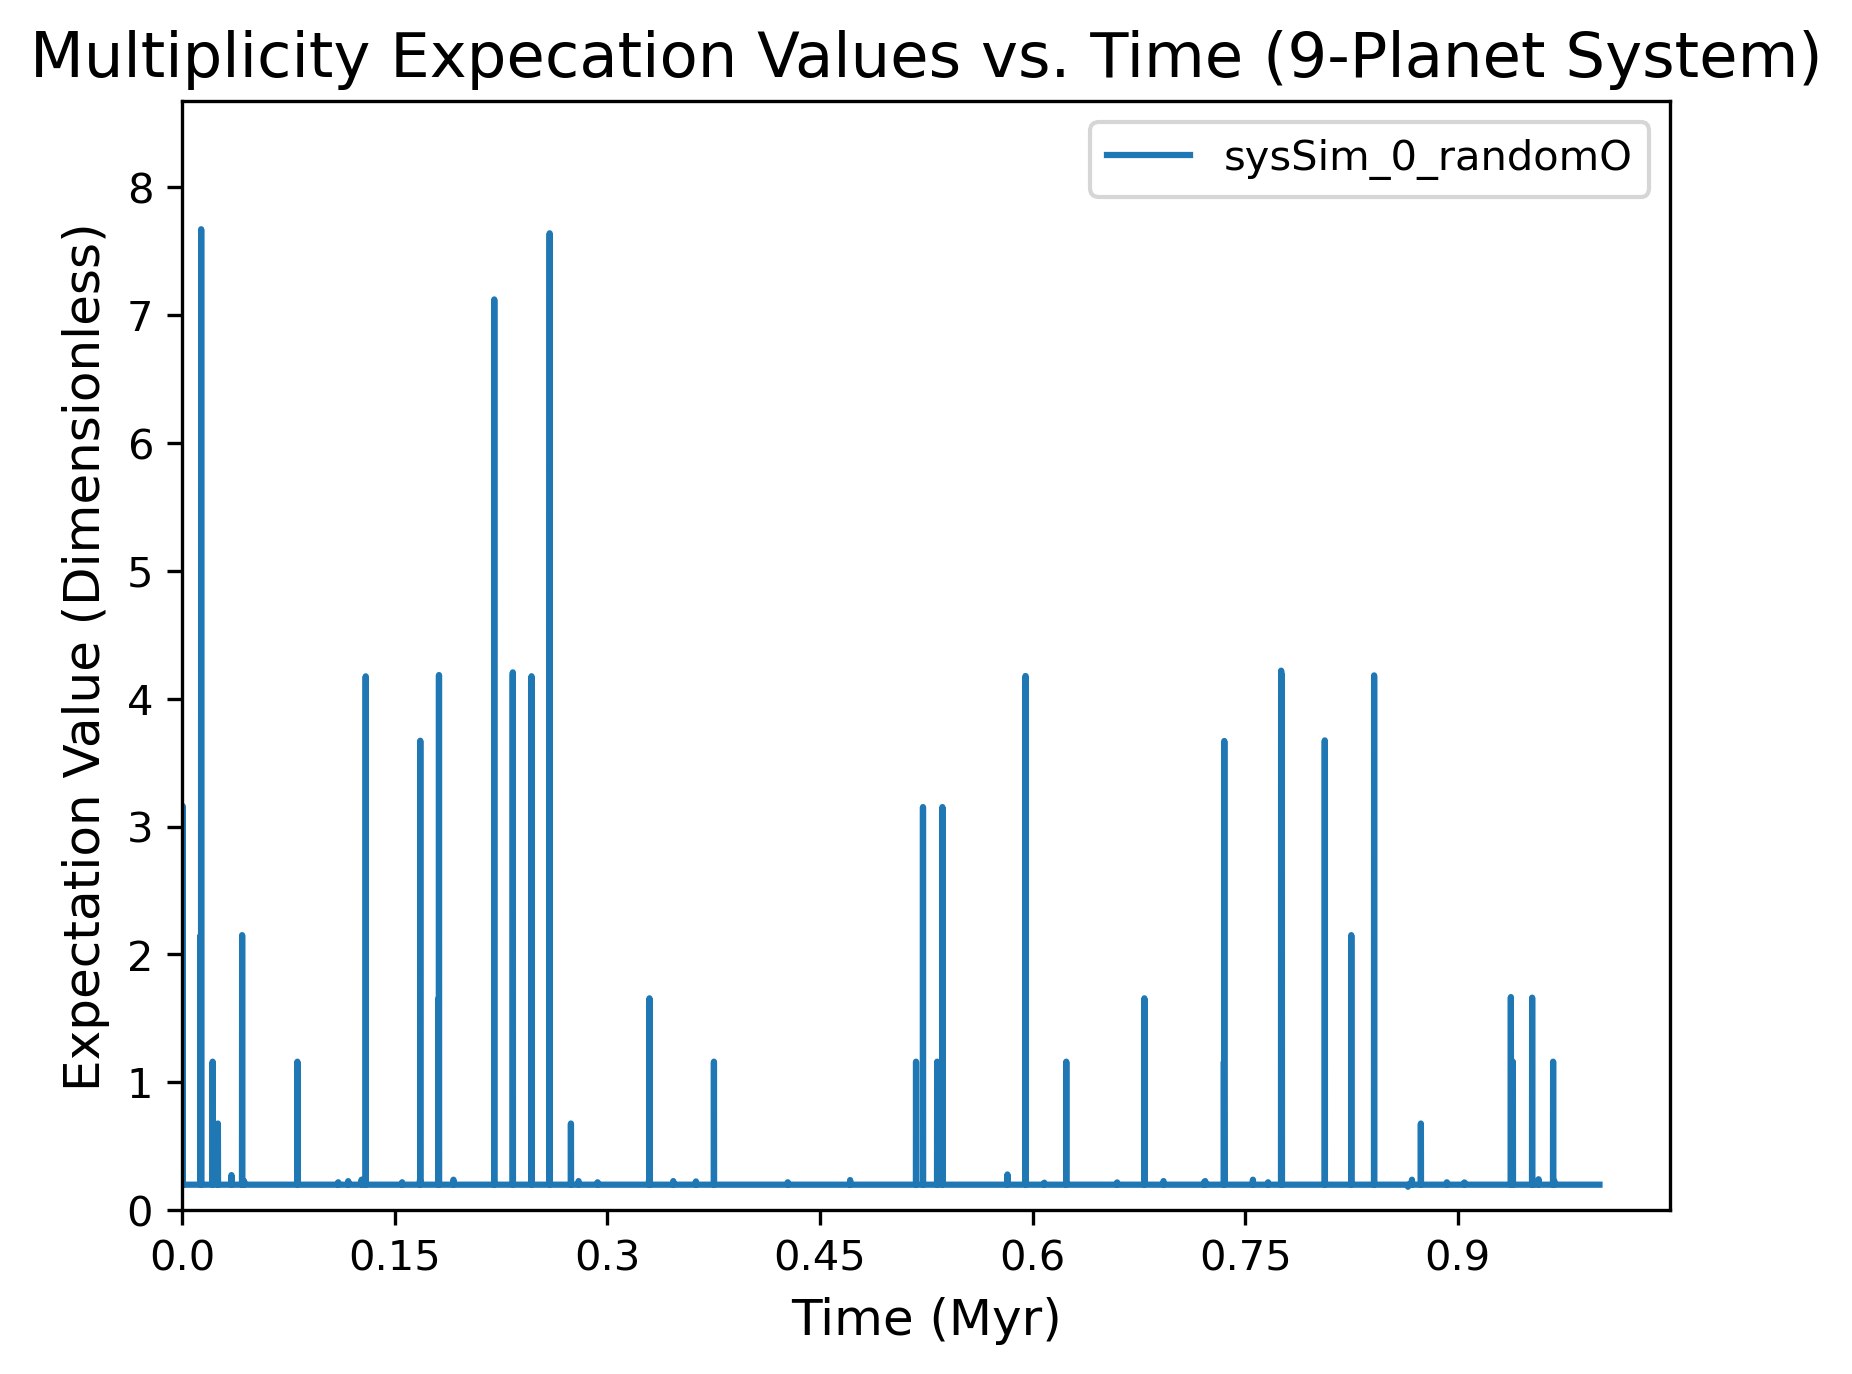 Multiplicity Expecation Values vs. Time (9-Planet System)
sysSim_0_randomO
Expectation Value (Dimensionless)
8
7
6
5
4
3
2
1
0
0.0 0.15 0.3 0.45 0.6 0.75 0.9
Time (Myr)